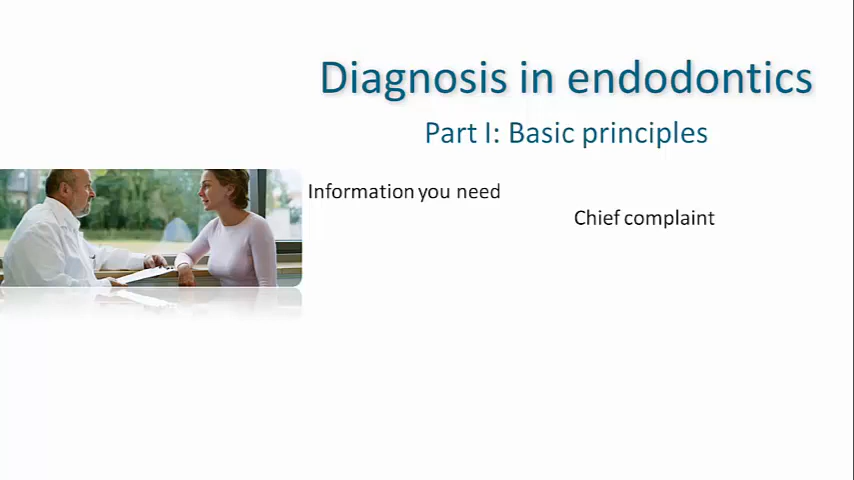 Diagnosis in endodontics
Part I: Basic principles
Information you need
Chief complaint